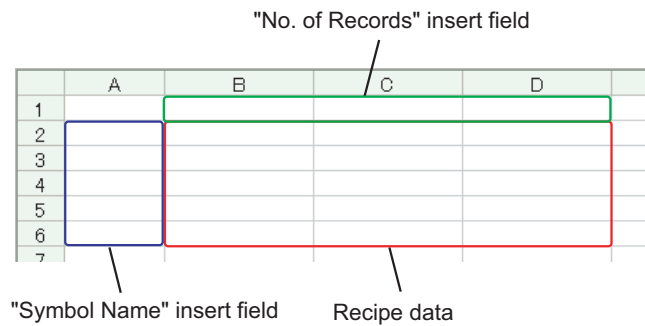 "No. of Records" insert field
A B C D
1
2
3
4
5
6
7
"Symbol Name" insert field
Recipe data